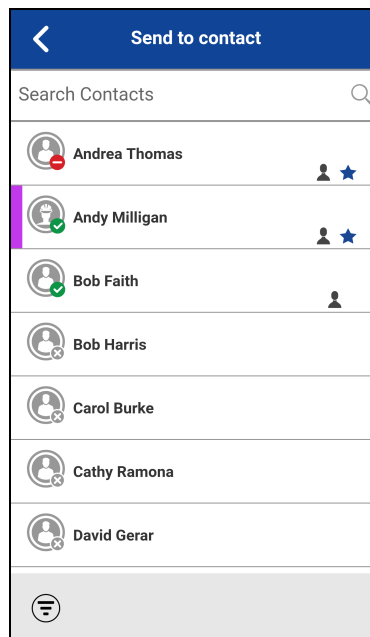 Send to contact
Search Contacts
Andrea Thomas
Andy Milligan
Bob Faith
Bob Harris
Carol Burke
Cathy Ramona
David Gerar